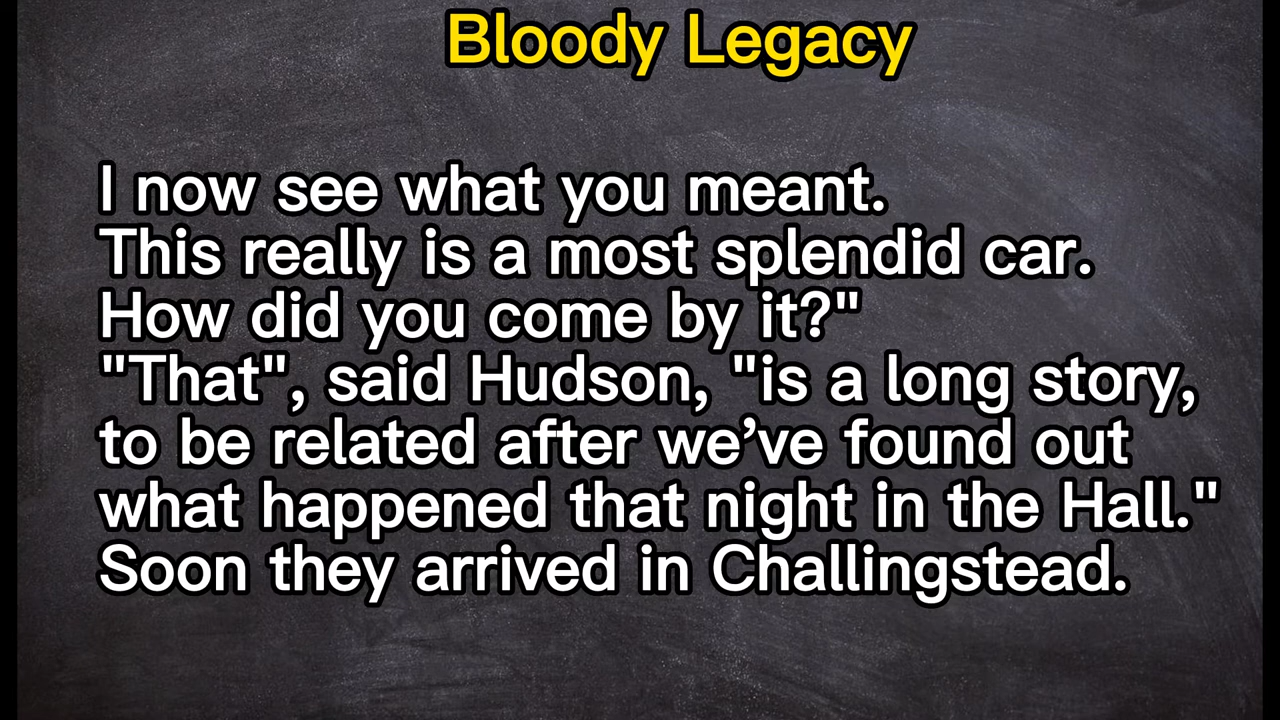 Bloody Legacy
I now see what you meant.
This really is a most splendid car.
How did you come by it?"
"That", said Hudson, "is a long story,
to be related after we’ve found out
what happened that night in the Hall."
Soon they arrived in Challingstead.